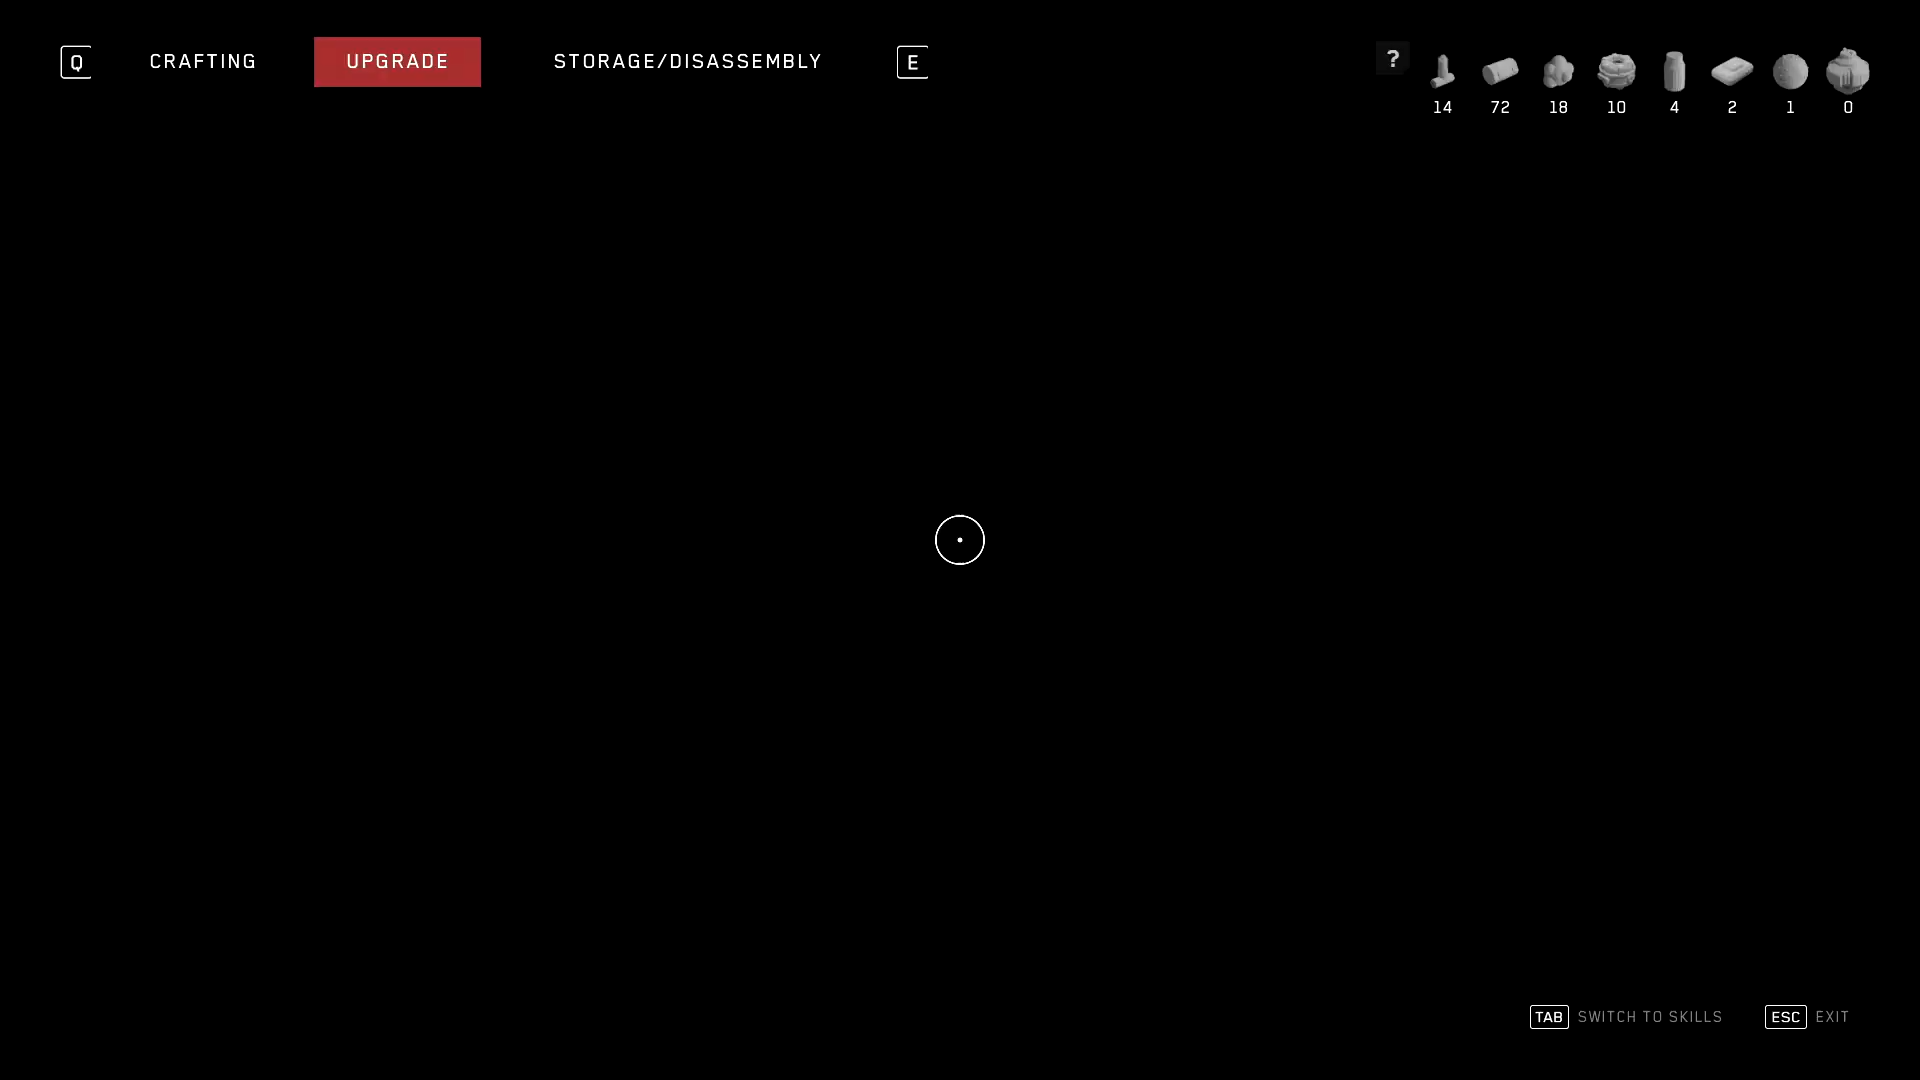 Q CRAFTING UPGRADE STORAGE/DISASSEMBLY E ?
14 72 18 10 4 2 1 0
TAB SWITCH TO SKILLS ESC EXIT